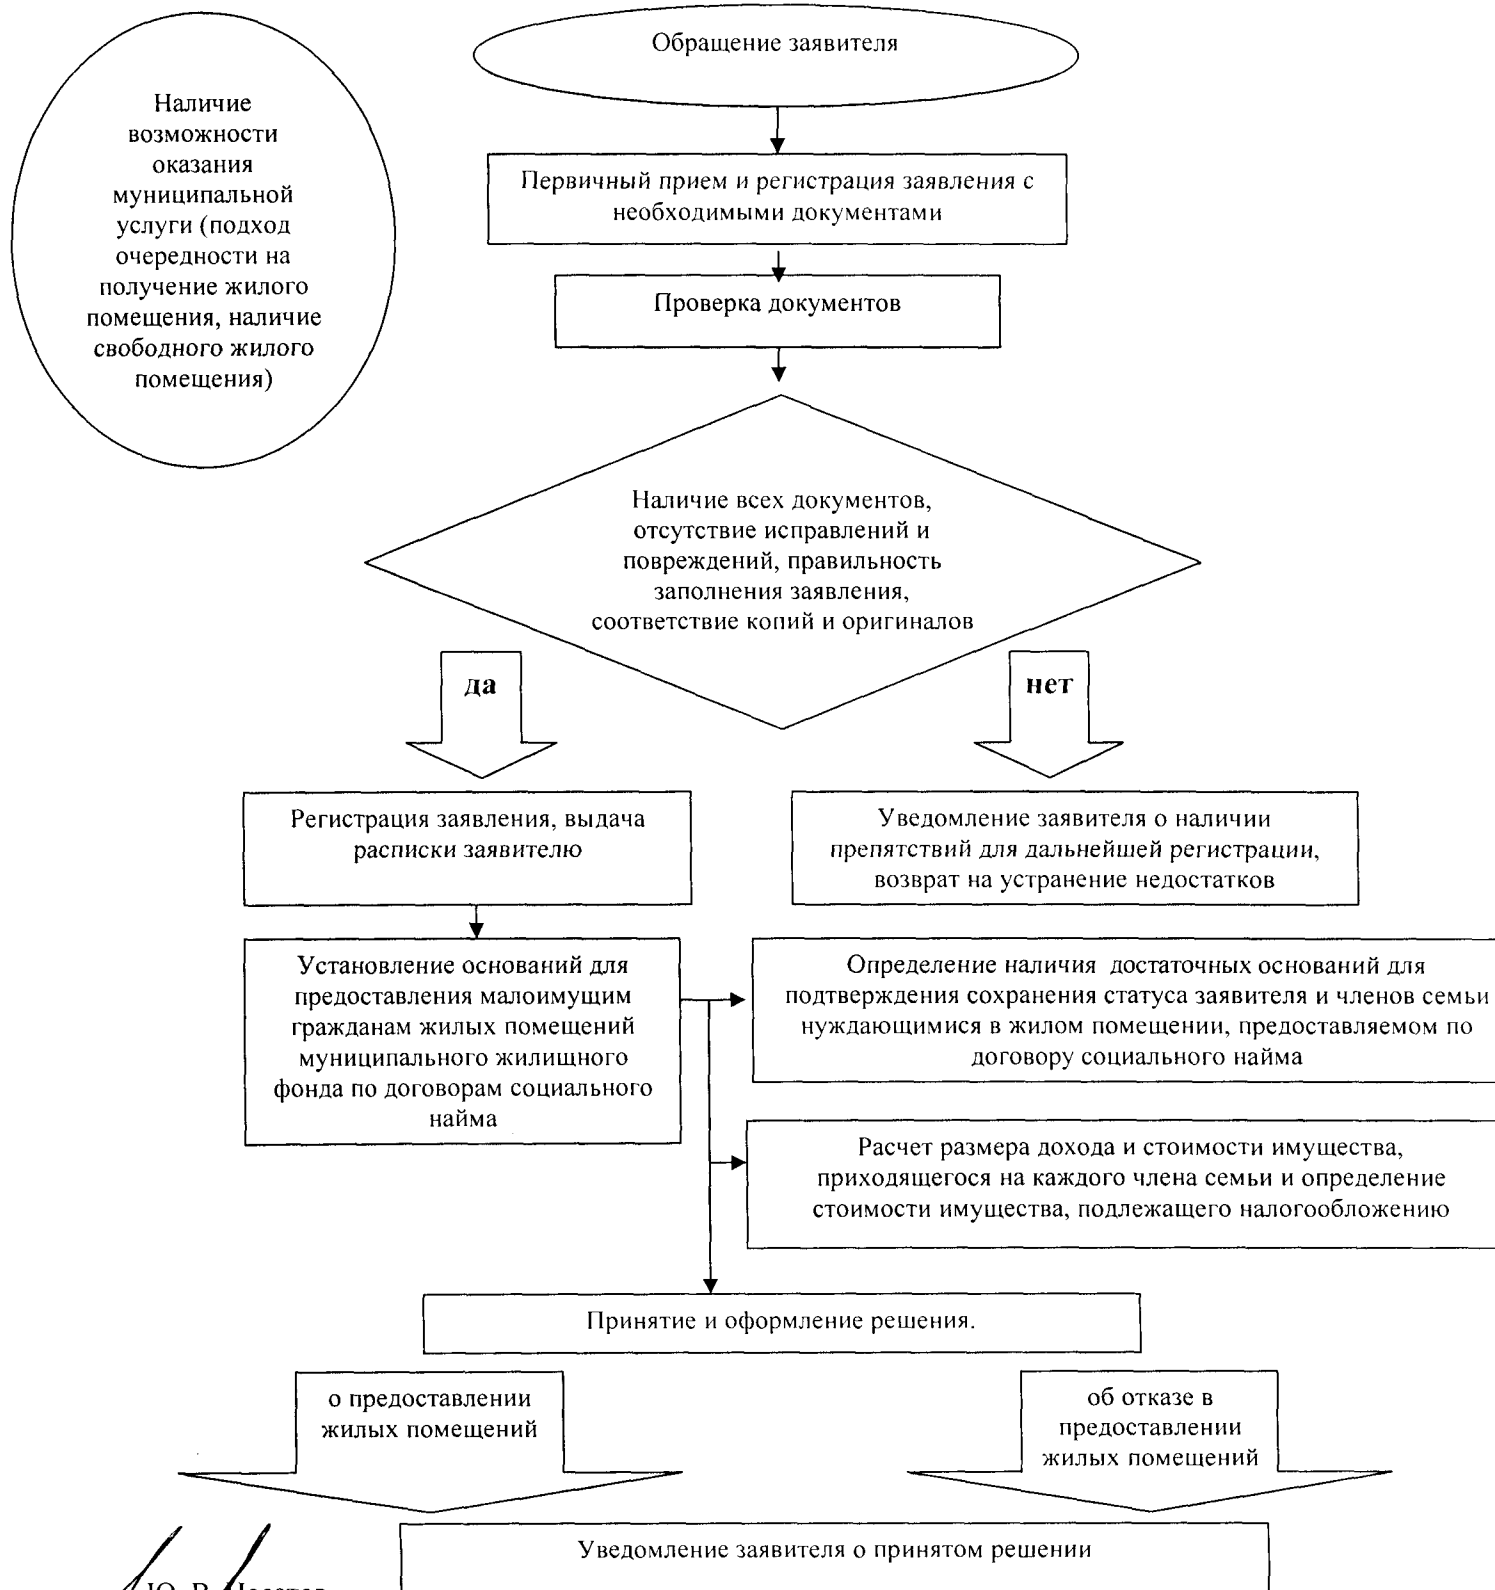 Обращение заявителя
Наличие
возможности
оказания
муниципальной
услуги (подход
очередности на
получение жилого
помещения, наличие
свободного жилого
помещения)
Первичный прием и регистрация заявления с
необходимыми документами
Проверка документов
Наличие всех документов,
отсутствие исправлений и
повреждений, правильность
заполнения заявления,
соответствие копий и оригиналов
да
нет
Регистрация заявления, выдача
расписки заявителю
Уведомление заявителя о наличии
препятствий для дальнейшей регистрации,
возврат на устранение недостатков
Установление оснований для
предоставления малоимущим
гражданам жилых помещений
муниципального жилищного
фонда по договорам социального
найма
Определение наличия достаточных оснований для
подтверждения сохранения статуса заявителя и членов семьи
нуждающимися в жилом помещении, предоставляемом по
договору социального найма
Расчет размера дохода и стоимости имущества,
приходящегося на каждого члена семьи и определение
стоимости имущества, подлежащего налогообложению
Принятие и оформление решения.
о предоставлении
жилых помещений
об отказе в
предоставлении
жилых помещений
Уведомление заявителя о принятом решении
Ю. В.